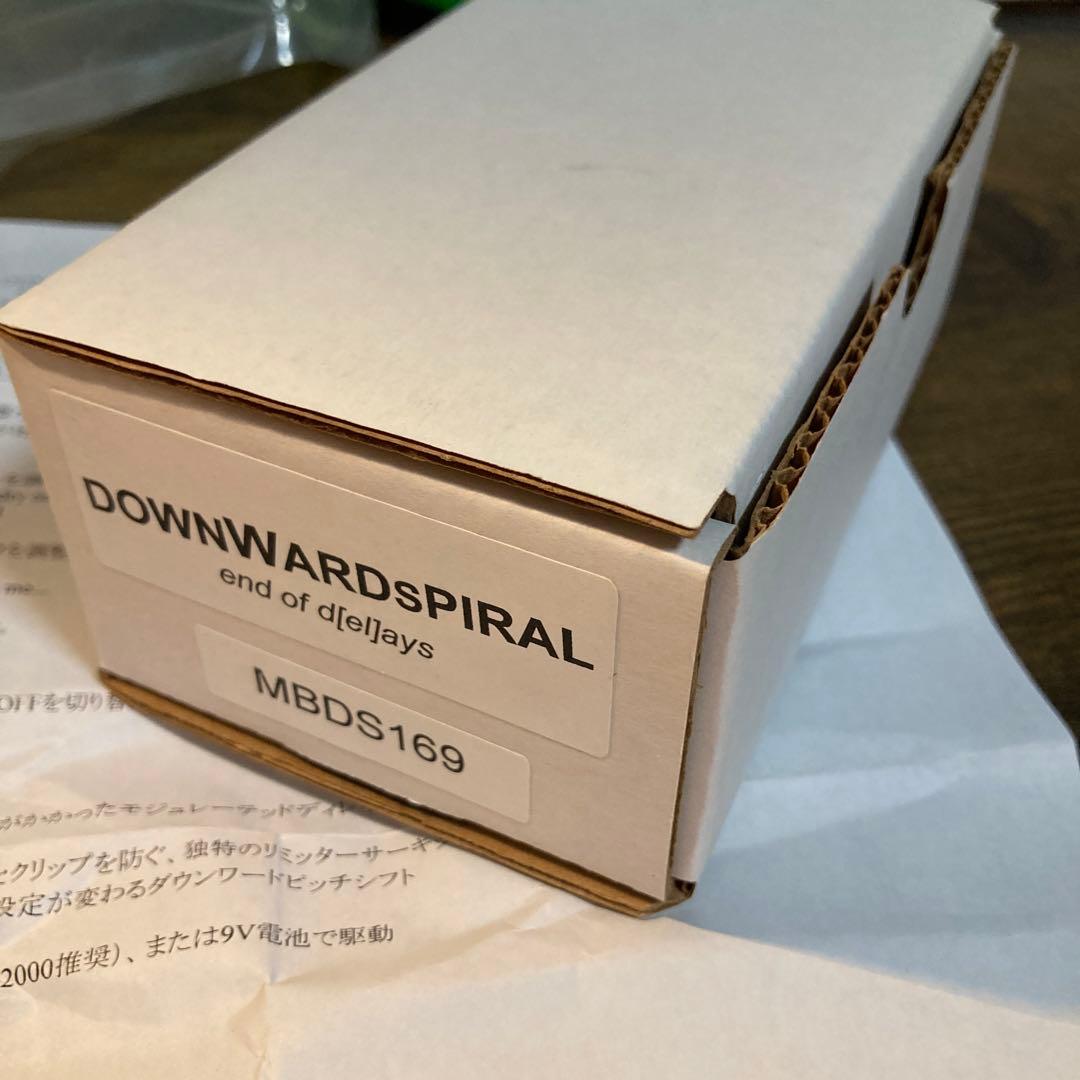 DOWNWARDsPIRAL
end of d[el]ays
MBDS169
me...
OFFを切り替
がかかったモジュレーテッドディレ
とクリップを防ぐ、独特のリミッターサーキ
設定が変わるダウンワードピッチシフト
2000推奨)、または9V電池で駆動